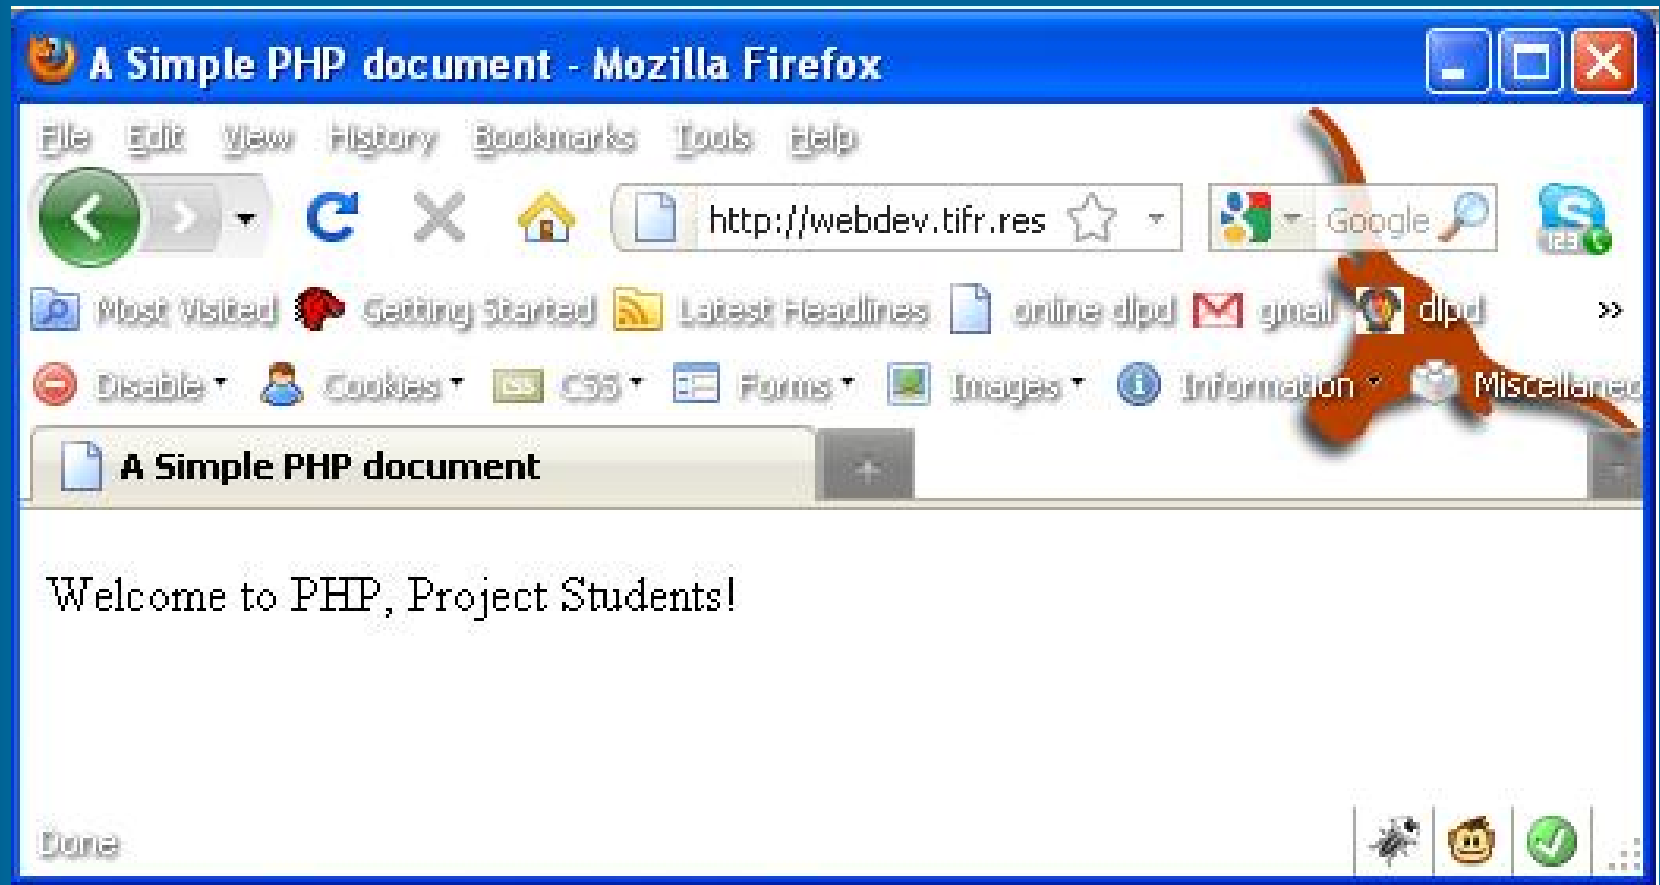 A Simple PHP document - Mozilla Firefox
File Edit View History Bookmarks Tools Help
http://webdev.tifr.res Google 123
Most Visited Getting Started Latest Headlines online dlpd gmail dlpd »
Disable Cookies CSS CSS Forms Images Information Miscellaneo
A Simple PHP document +
Welcome to PHP, Project Students!
Done